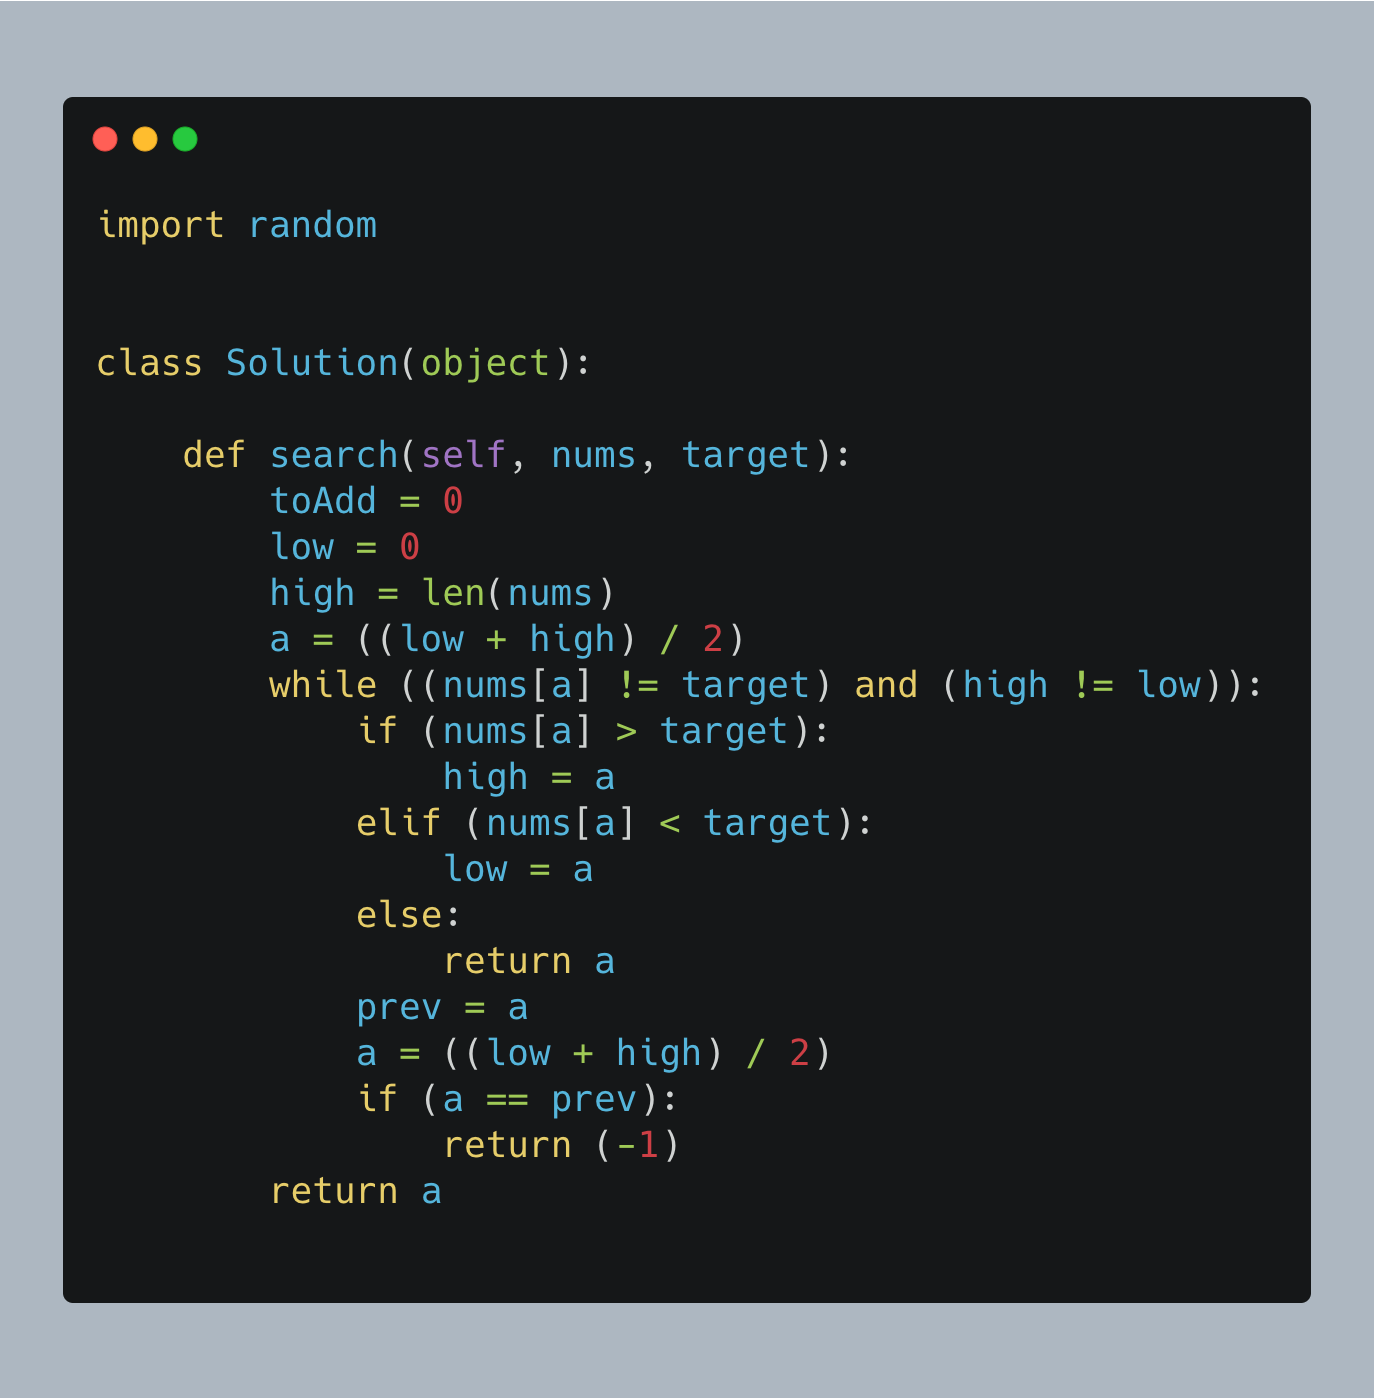 import random
class Solution(object):
    def search(self, nums, target):
        toAdd = 0
        low = 0
        high = len(nums)
        a = ((low + high) / 2)
        while ((nums[a] != target) and (high != low)):
            if (nums[a] > target):
                high = a
            elif (nums[a] < target):
                low = a
            else:
                return a
            prev = a
            a = ((low + high) / 2)
            if (a == prev):
                return (-1)
        return a